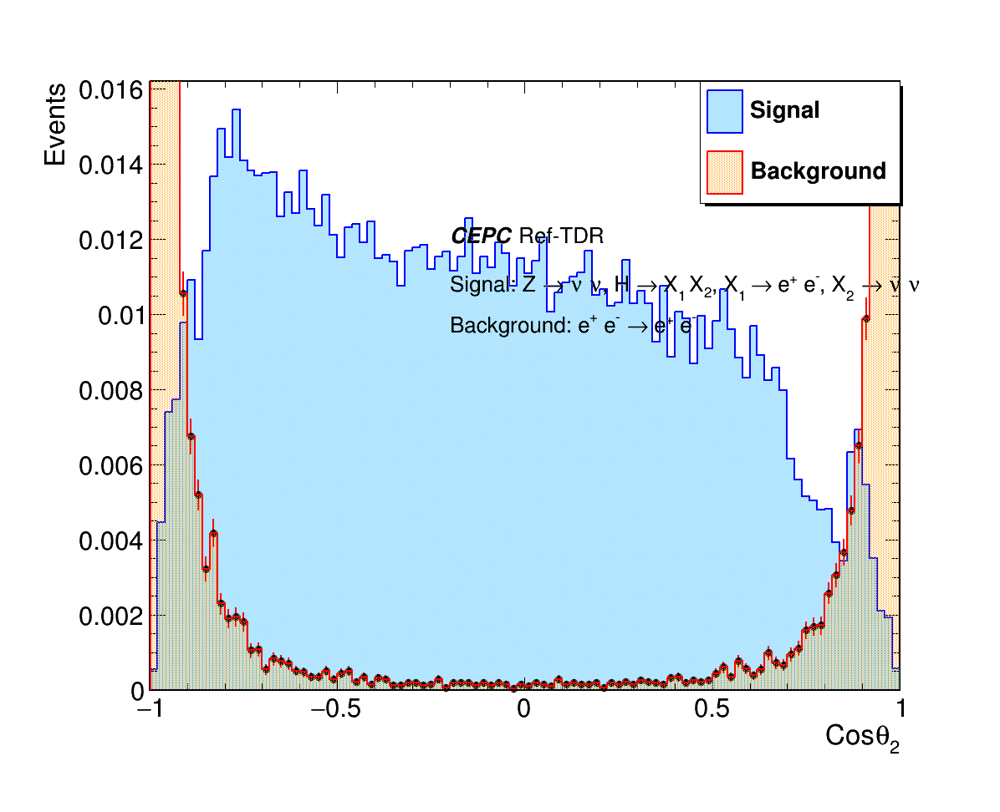 Events
0.016
0.014
0.012
0.01
0.008
0.006
0.004
0.002
0
Signal
Background
CEPC Ref-TDR
Signal: Z → ν ν, H → X₁ X₂, X₁ → e⁺ e⁻, X₂ → ν ν
Background: e⁺ e⁻ → e⁺ e⁻
−1 −0.5 0 0.5 1
Cosθ₂